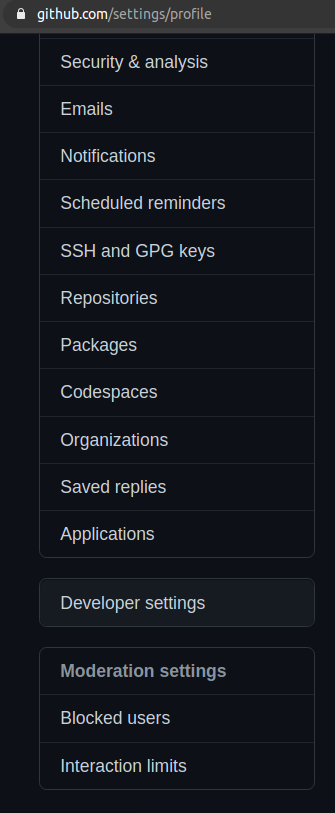 github.com/settings/profile
Security & analysis
Emails
Notifications
Scheduled reminders
SSH and GPG keys
Repositories
Packages
Codespaces
Organizations
Saved replies
Applications
Developer settings
Moderation settings
Blocked users
Interaction limits